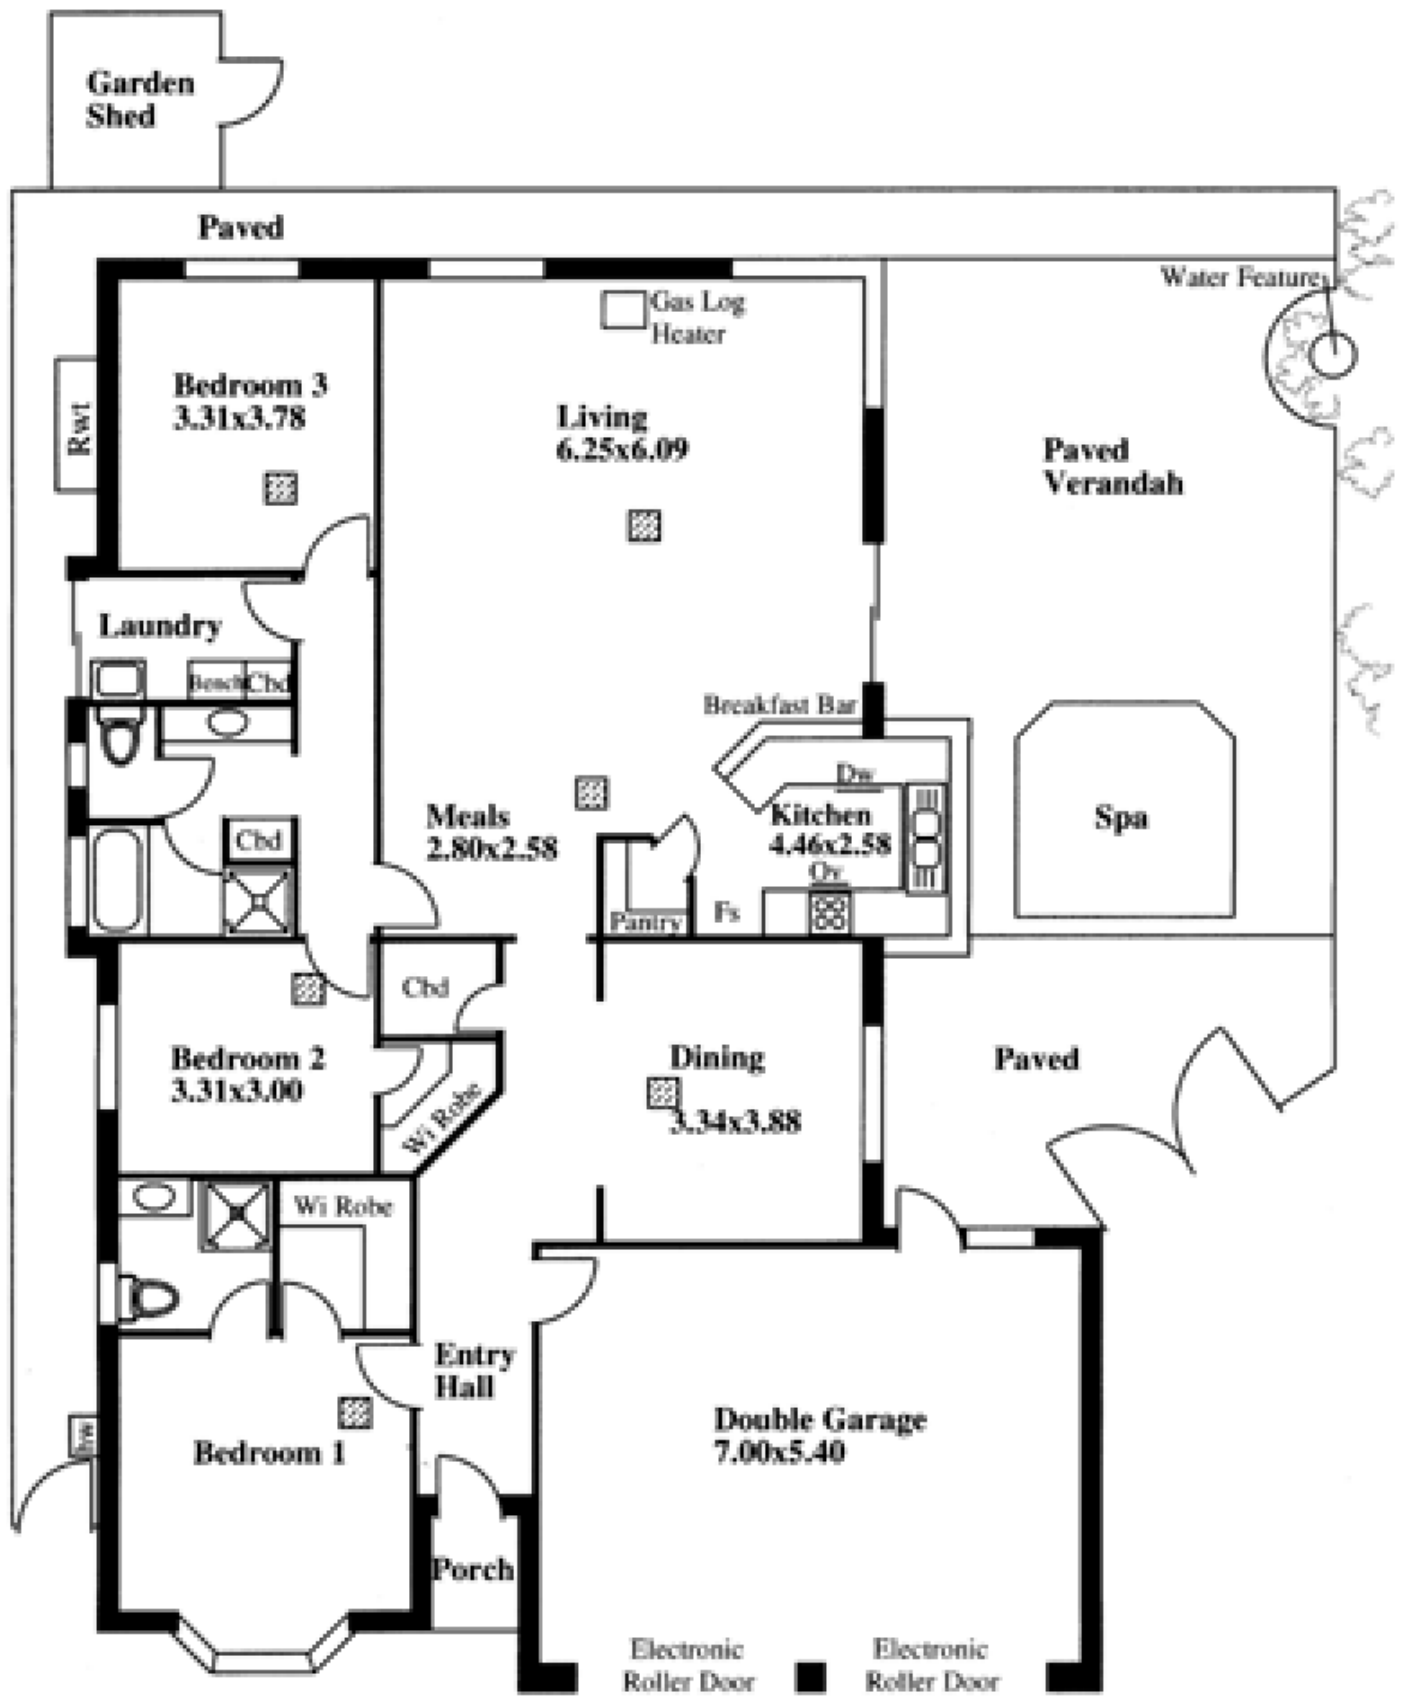 Garden
Shed
Paved
Water Feature
Gas Log
Heater
Bedroom 3
3.31x3.78
Rwt
Living
6.25x6.09
Paved
Verandah
Laundry
Bench
Cbd
Breakfast Bar
Dw
Meals
2.80x2.58
Kitchen
4.46x2.58
Ov
Spa
Cbd
Pantry
Fs
Cbd
Bedroom 2
3.31x3.00
Wi Robe
Dining
3.34x3.88
Paved
Wi Robe
Entry
Hall
Double Garage
7.00x5.40
hw
Bedroom 1
Porch
Electronic
Roller Door
Electronic
Roller Door